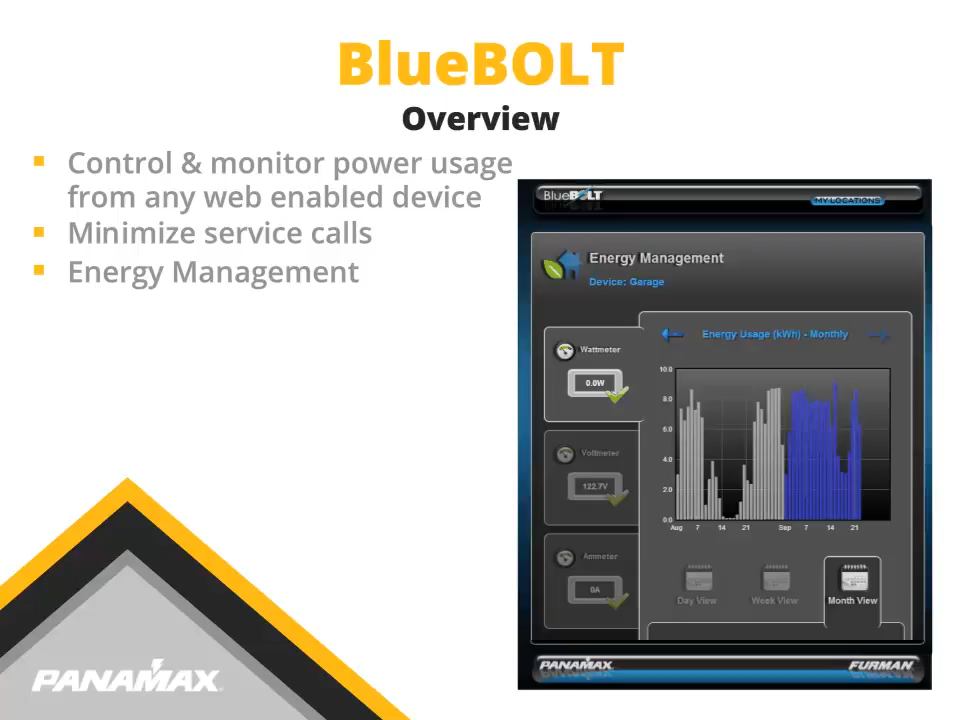 BlueBOLT
Overview
Control & monitor power usage
from any web enabled device
Minimize service calls
Energy Management
BlueBOLT
MY LOCATIONS
Energy Management
Device: Garage
Energy Usage (kWh) - Monthly
Wattmeter
0.0W
Voltmeter
122.7V
Ammeter
0A
10.0
8.0
6.0
4.0
2.0
0.0
Aug 7 14 21 Sep 7 14 21
Day View Week View Month View
PANAMAX FURMAN
PANAMAX